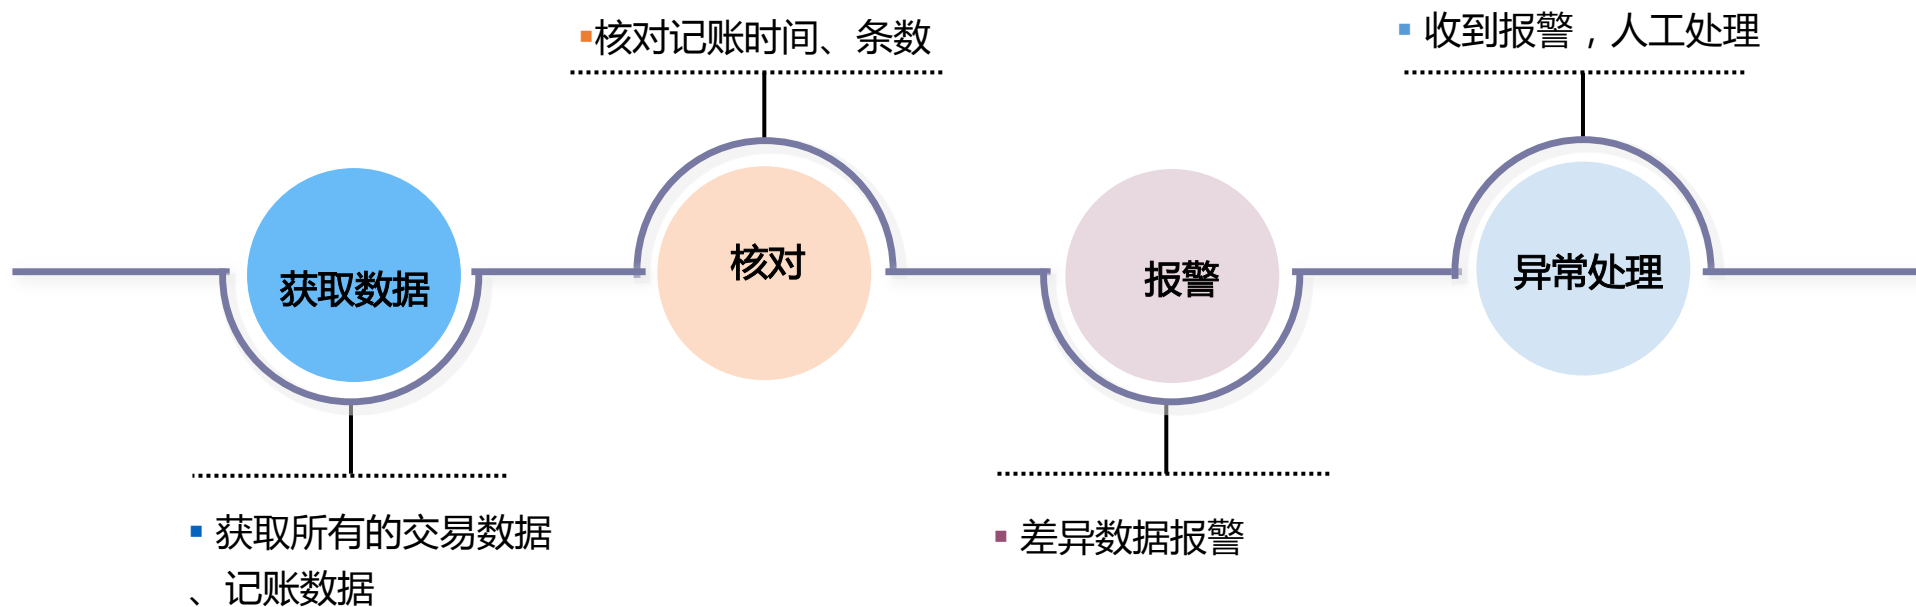 核对记账时间、条数
收到报警，人工处理
获取数据
核对
报警
异常处理
获取所有的交易数据
、记账数据
差异数据报警